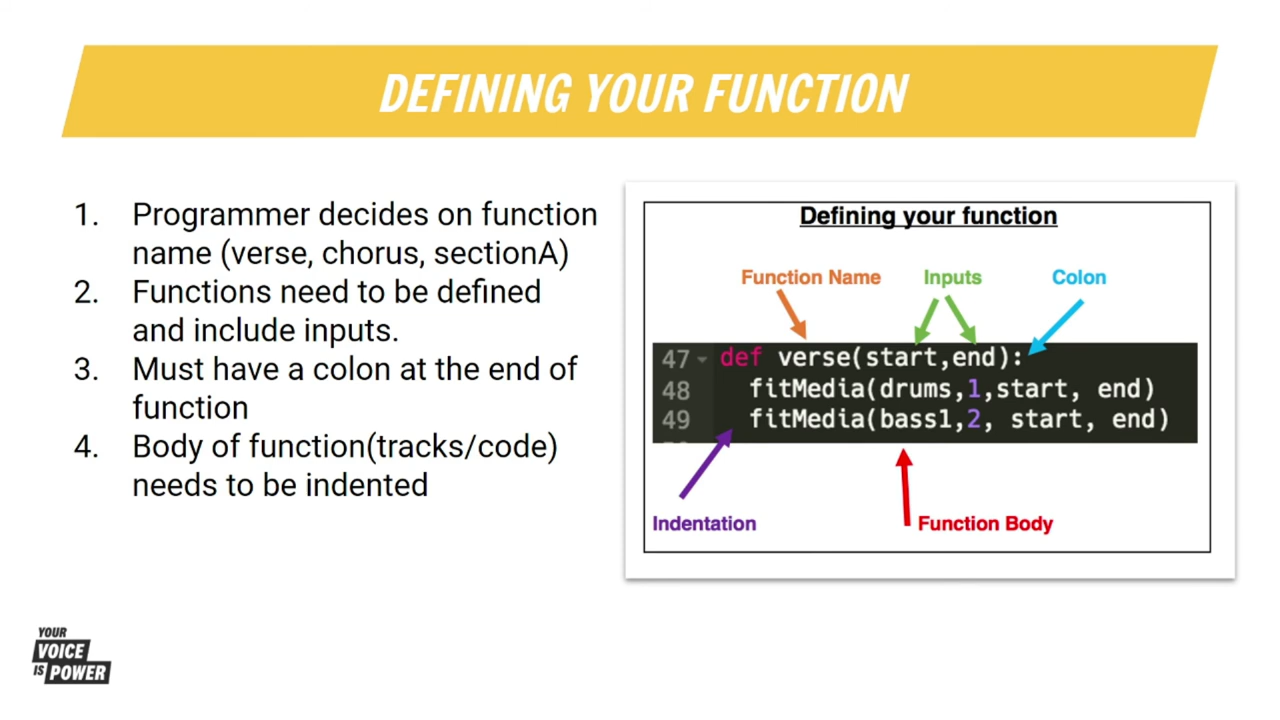 DEFINING YOUR FUNCTION
1. Programmer decides on function
name (verse, chorus, sectionA)
2. Functions need to be defined
and include inputs.
3. Must have a colon at the end of
function
4. Body of function(tracks/code)
needs to be indented
Defining your function
Function Name
Inputs
Colon
47 def verse(start,end):
48 fitMedia(drums,1,start, end)
49 fitMedia(bass1,2, start, end)
Indentation
Function Body
YOUR
VOICE
IS POWER